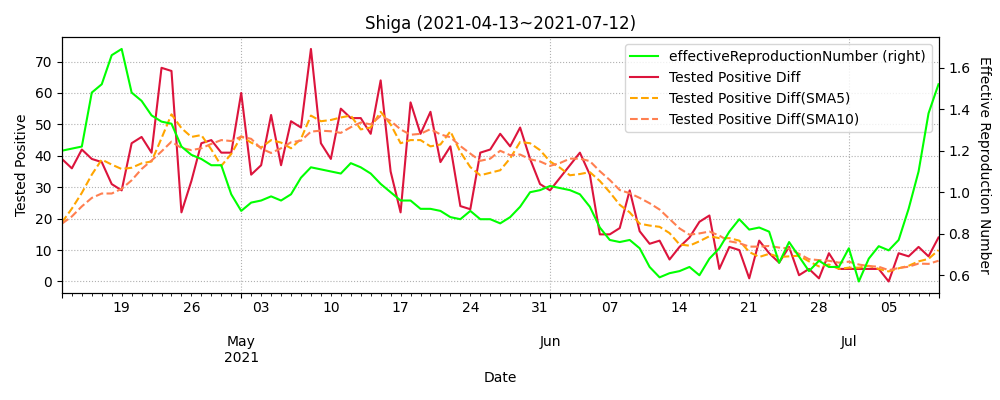 Shiga (2021-04-13~2021-07-12)
effectiveReproductionNumber (right)
Tested Positive Diff
Tested Positive Diff(SMA5)
Tested Positive Diff(SMA10)
Tested Positive
70
60
50
40
30
20
10
0
1.6
1.4
1.2
1.0
0.8
0.6
Effective Reproduction Number
19 26 03 10 17 24 31 07 14 21 28 05
May Jun Jul
2021
Date